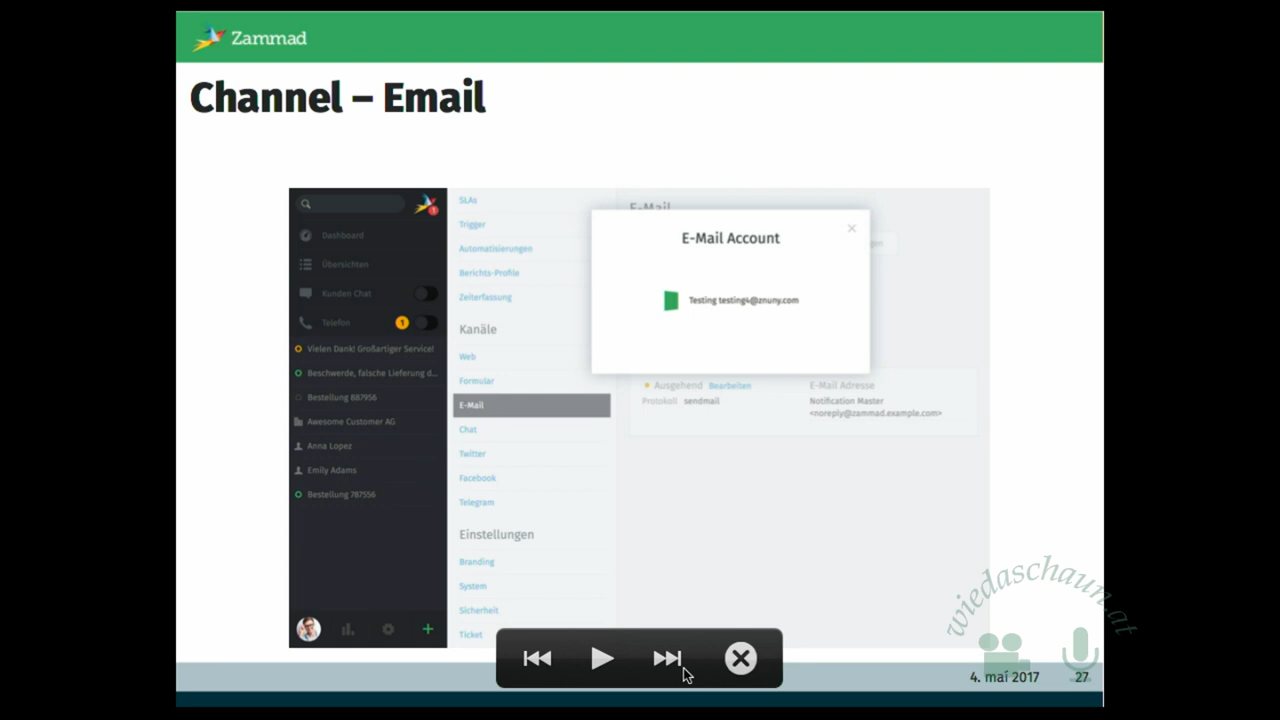 Zammad
Channel – Email
1
Dashboard
Übersichten
Kunden Chat
Telefon 1
Vielen Dank! Großartiger Service!
Beschwerde, falsche Lieferung d...
Bestellung 887956
Awesome Customer AG
Anna Lopez
Emily Adams
Bestellung 787556
SLAs
Trigger
Automatisierungen
Berichts-Profile
Zeiterfassung
Kanäle
Web
Formular
E-Mail
Chat
Twitter
Facebook
Telegram
Einstellungen
Branding
System
Sicherheit
Ticket
E-Mail
E-Mail Account
Testing testing4@znuny.com
Ausgehend Bearbeiten
Protokoll sendmail
E-Mail Adresse
Notification Master
<noreply@zammad.example.com>
wiedaschaun.at
4. mai 2017 27